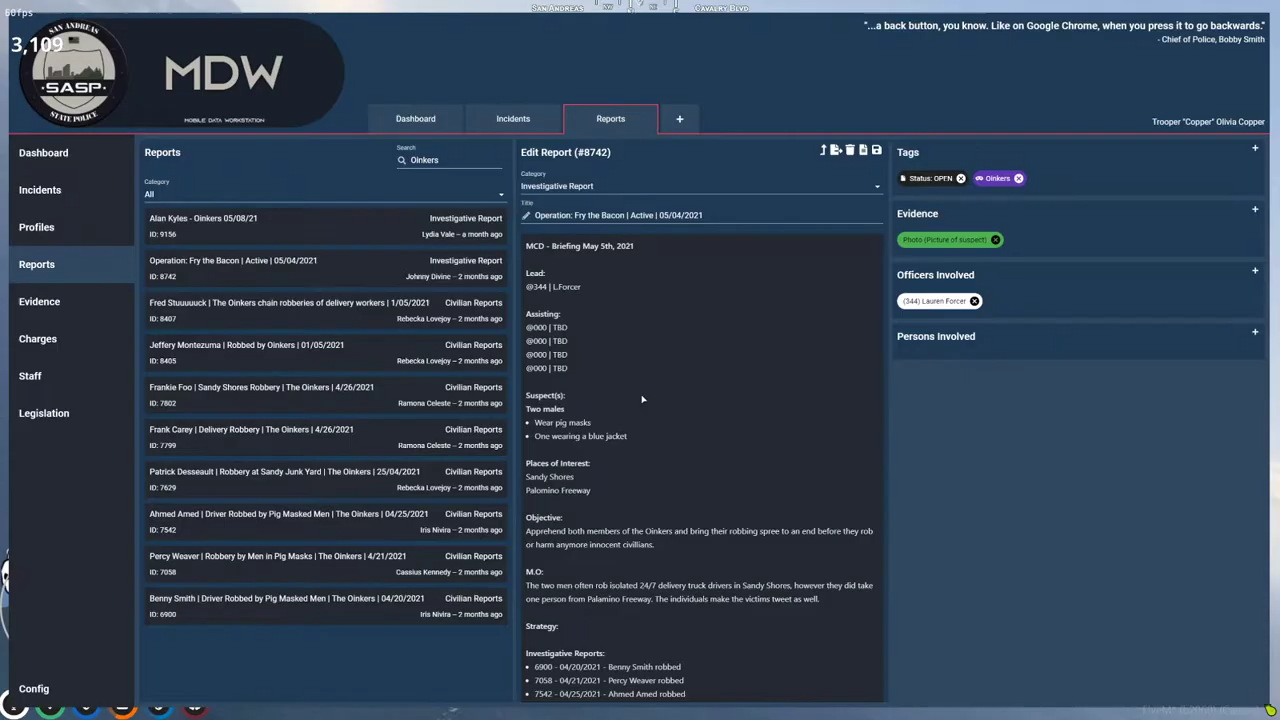 60fps
SAN ANDREAS
NW
NE
CAVALRY BLVD
3,109
SAN ANDREAS
SASP
STATE POLICE
MDW
MOBILE DATA WORKSTATION
"...a back button, you know. Like on Google Chrome, when you press it to go backwards."
- Chief of Police, Bobby Smith
Dashboard
Incidents
Reports
+
Trooper "Copper" Olivia Copper
Dashboard
Incidents
Profiles
Reports
Evidence
Charges
Staff
Legislation
Config
Reports
Search
Oinkers
Category
All
Alan Kyles - Oinkers 05/08/21
Investigative Report
ID: 9156
Lydia Vale – a month ago
Operation: Fry the Bacon | Active | 05/04/2021
Investigative Report
ID: 8742
Johnny Divine – 2 months ago
Fred Stuuuuuck | The Oinkers chain robberies of delivery workers | 1/05/2021
Civilian Reports
ID: 8407
Rebecka Lovejoy – 2 months ago
Jeffery Montezuma | Robbed by Oinkers | 01/05/2021
Civilian Reports
ID: 8405
Rebecka Lovejoy – 2 months ago
Frankie Foo | Sandy Shores Robbery | The Oinkers | 4/26/2021
Civilian Reports
ID: 7802
Ramona Celeste – 2 months ago
Frank Carey | Delivery Robbery | The Oinkers | 4/26/2021
Civilian Reports
ID: 7799
Ramona Celeste – 2 months ago
Patrick Desseault | Robbery at Sandy Junk Yard | The Oinkers | 25/04/2021
Civilian Reports
ID: 7629
Rebecka Lovejoy – 2 months ago
Ahmed Amed | Driver Robbed by Pig Masked Men | The Oinkers | 04/25/2021
Civilian Reports
ID: 7542
Iris Nivira – 2 months ago
Percy Weaver | Robbery by Men in Pig Masks | The Oinkers | 4/21/2021
Civilian Reports
ID: 7058
Cassius Kennedy – 2 months ago
Benny Smith | Driver Robbed by Pig Masked Men | The Oinkers | 04/20/2021
Civilian Reports
ID: 6900
Iris Nivira – 2 months ago
Edit Report (#8742)
Category
Investigative Report
Title
Operation: Fry the Bacon | Active | 05/04/2021
MCD - Briefing May 5th, 2021
Lead:
@344 | L.Forcer
Assisting:
@000 | TBD
@000 | TBD
@000 | TBD
@000 | TBD
Suspect(s):
Two males
• Wear pig masks
• One wearing a blue jacket
Places of Interest:
Sandy Shores
Palomino Freeway
Objective:
Apprehend both members of the Oinkers and bring their robbing spree to an end before they rob
or harm anymore innocent civillians.
M.O:
The two men often rob isolated 24/7 delivery truck drivers in Sandy Shores, however they did take
one person from Palamino Freeway. The individuals make the victims tweet as well.
Strategy:
Investigative Reports:
• 6900 - 04/20/2021 - Benny Smith robbed
• 7058 - 04/21/2021 - Percy Weaver robbed
• 7542 - 04/25/2021 - Ahmed Amed robbed
Tags
+
Status: OPEN
Oinkers
Evidence
+
Photo (Picture of suspect)
Officers Involved
+
(344) Lauren Forcer
Persons Involved
+